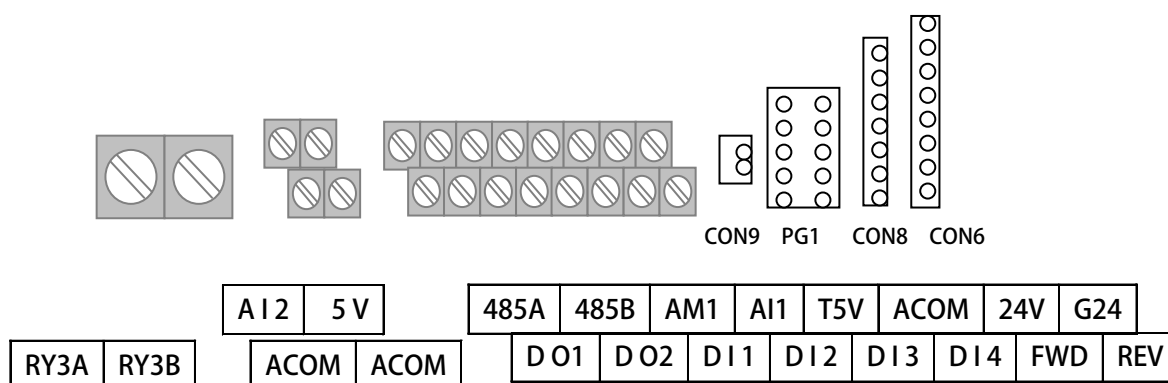 CON9 PG1 CON8 CON6
AI2 5V 485A 485B AM1 AI1 T5V ACOM 24V G24
RY3A RY3B ACOM ACOM DO1 DO2 DI1 DI2 DI3 DI4 FWD REV